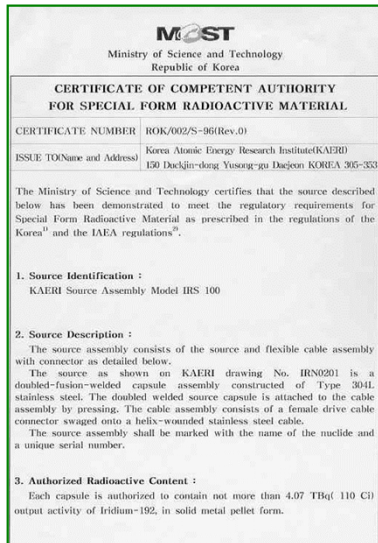 MOST
Ministry of Science and Technology
Republic of Korea
CERTIFICATE OF COMPETENT AUTHORITY
FOR SPECIAL FORM RADIOACTIVE MATERIAL
CERTIFICATE NUMBER ROK/002/S-96(Rev.0)
ISSUE TO(Name and Address) Korea Atomic Energy Research Institute(KAERI)
150 Duckjin-dong Yusong-gu Daejeon KOREA 305-353
The Ministry of Science and Technology certifies that the source described
below has been demonstrated to meet the regulatory requirements for
Special Form Radioactive Material as prescribed in the regulations of the
Korea1) and the IAEA regulations2).
1. Source Identification :
KAERI Source Assembly Model IRS 100
2. Source Description :
The source assembly consists of the source and flexible cable assembly
with connector as detailed below.
The source as shown on KAERI drawing No. IRN0201 is a
doubled-fusion-welded capsule assembly constructed of Type 304L
stainless steel. The doubled welded source capsule is attached to the cable
assembly by pressing. The cable assembly consists of a female drive cable
connector swaged onto a helix-wounded stainless steel cable.
The source assembly shall be marked with the name of the nuclide and
a unique serial number.
3. Authorized Radioactive Content :
Each capsule is authorized to contain not more than 4.07 TBq( 110 Ci)
output activity of Iridium-192, in solid metal pellet form.